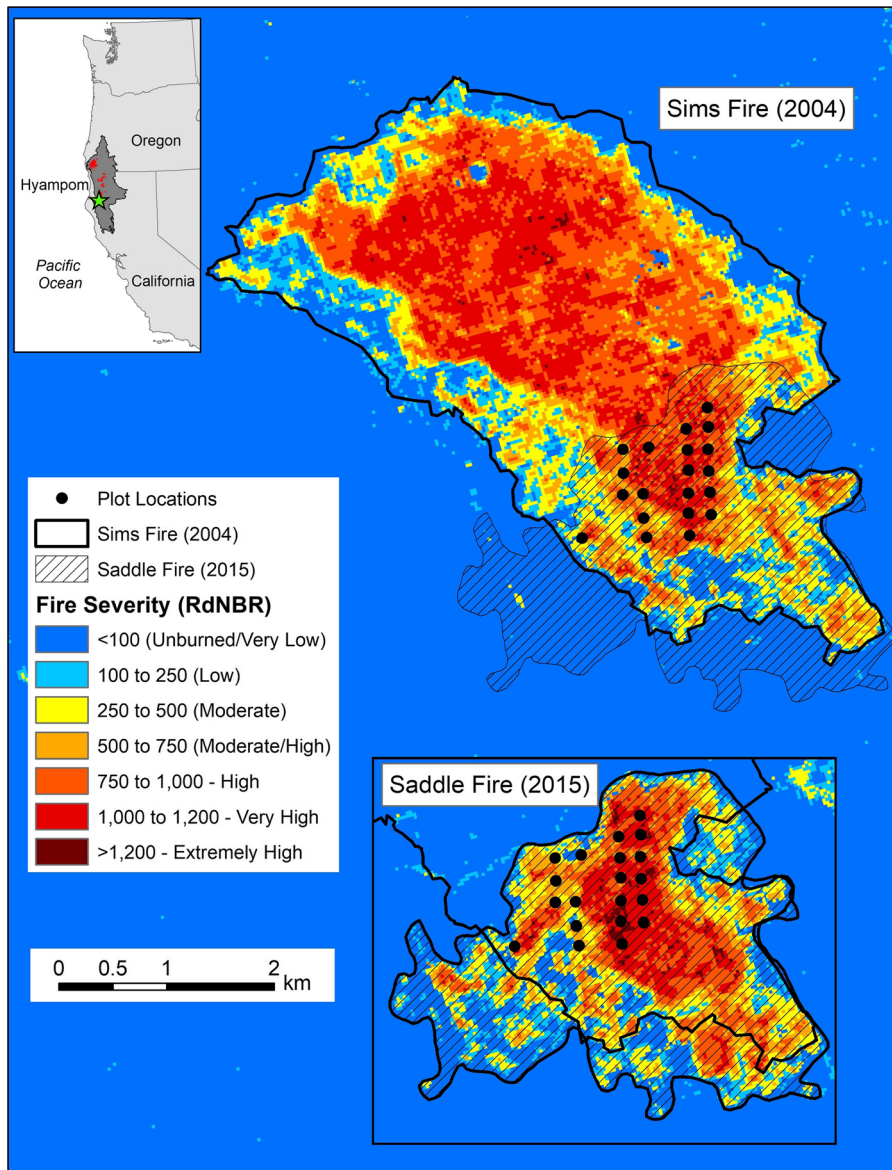 Sims Fire (2004)
Oregon
Hyampom
Pacific
Ocean
California
Plot Locations
Sims Fire (2004)
Saddle Fire (2015)
Fire Severity (RdNBR)
<100 (Unburned/Very Low)
100 to 250 (Low)
250 to 500 (Moderate)
500 to 750 (Moderate/High)
750 to 1,000 - High
1,000 to 1,200 - Very High
>1,200 - Extremely High
Saddle Fire (2015)
0 0.5 1 2
km